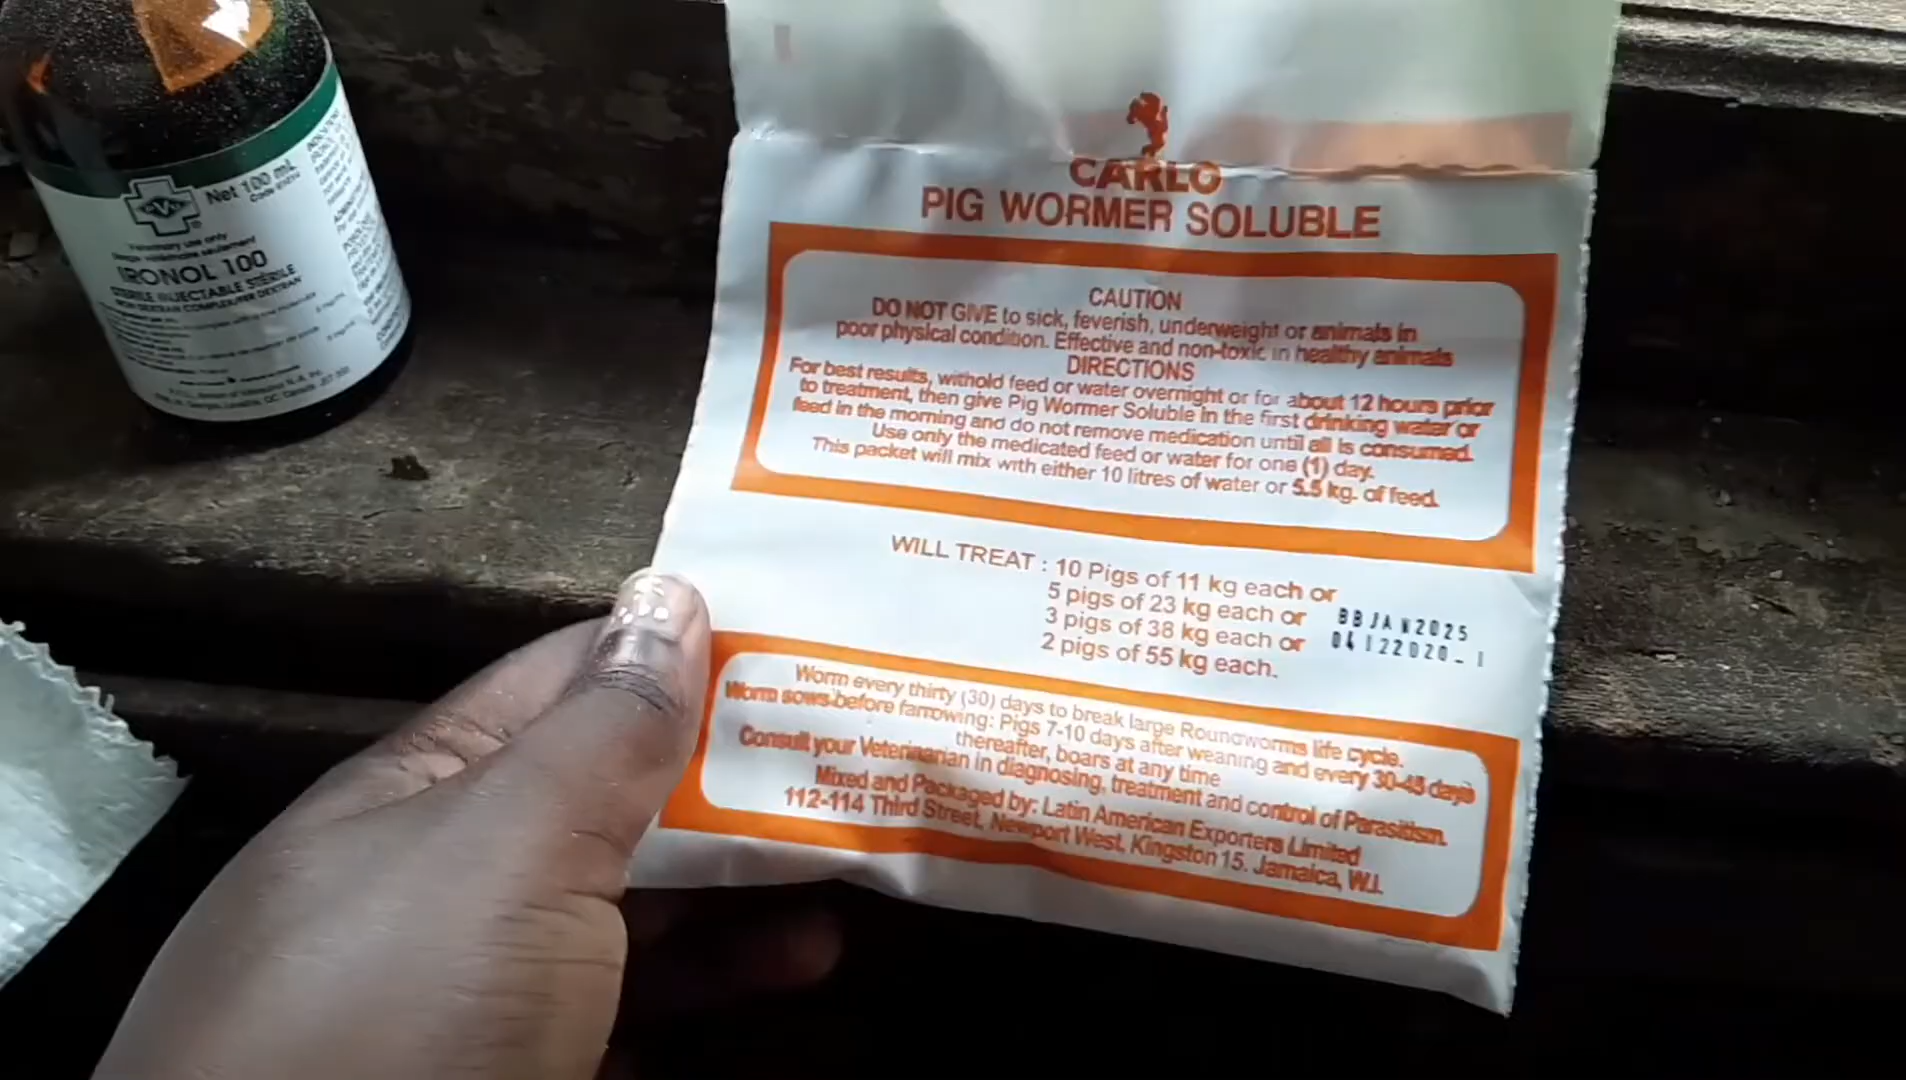 Net 100 mL
Veterinary use only
IRONOL 100
STERILE INJECTABLE STÉRILE
IRON DEXTRAN COMPLEX/FER DEXTRAN
CARLO
PIG WORMER SOLUBLE
CAUTION
DO NOT GIVE to sick, feverish, underweight or animals in
poor physical condition. Effective and non-toxic in healthy animals
DIRECTIONS
For best results, withold feed or water overnight or for about 12 hours prior
to treatment, then give Pig Wormer Soluble in the first drinking water or
feed in the morning and do not remove medication until all is consumed.
Use only the medicated feed or water for one (1) day.
This packet will mix with either 10 litres of water or 5.5 kg. of feed.
WILL TREAT : 10 Pigs of 11 kg each or
5 pigs of 23 kg each or
3 pigs of 38 kg each or
2 pigs of 55 kg each.
BBJAN2025
04122020-1
Worm every thirty (30) days to break large Roundworms life cycle.
Worm sows before farrowing: Pigs 7-10 days after weaning and every 30-45 days
thereafter, boars at any time
Consult your Veterinarian in diagnosing, treatment and control of Parasitism.
Mixed and Packaged by: Latin American Exporters Limited
112-114 Third Street, Newport West, Kingston 15. Jamaica, W.I.